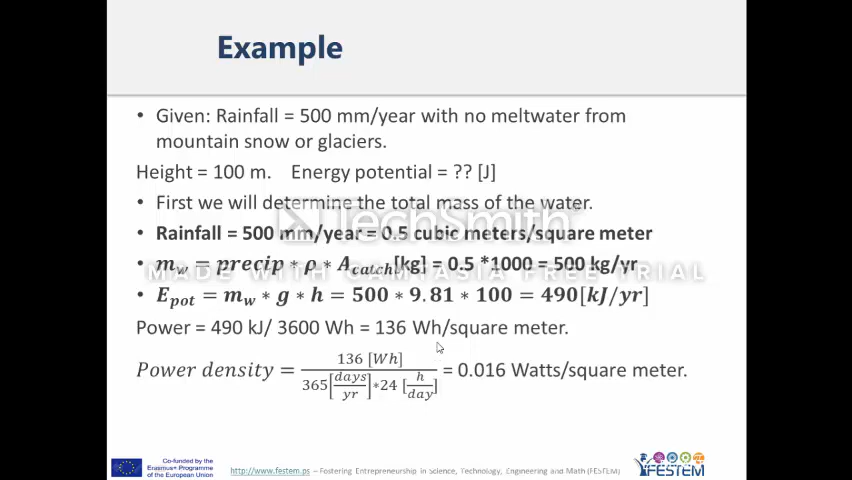 Example
• Given: Rainfall = 500 mm/year with no meltwater from
mountain snow or glaciers.
Height = 100 m. Energy potential = ?? [J]
• First we will determine the total mass of the water.
• Rainfall = 500 mm/year = 0.5 cubic meters/square meter
TechSmith
• m_w = precip * ρ * A_catch [kg] = 0.5 *1000 = 500 kg/yr
MADE WITH CAMTASIA FREE TRIAL
• E_pot = m_w * g * h = 500 * 9.81 * 100 = 490[kJ/yr]
Power = 490 kJ/ 3600 Wh = 136 Wh/square meter.
Power density = 136 [Wh] / 365[days/yr]*24 [h/day] = 0.016 Watts/square meter.
Co-funded by the
Erasmus+ Programme
of the European Union
http://www.festem.ps – Fostering Entrepreneurship in Science, Technology, Engineering and Math (FESTEM)
FESTEM